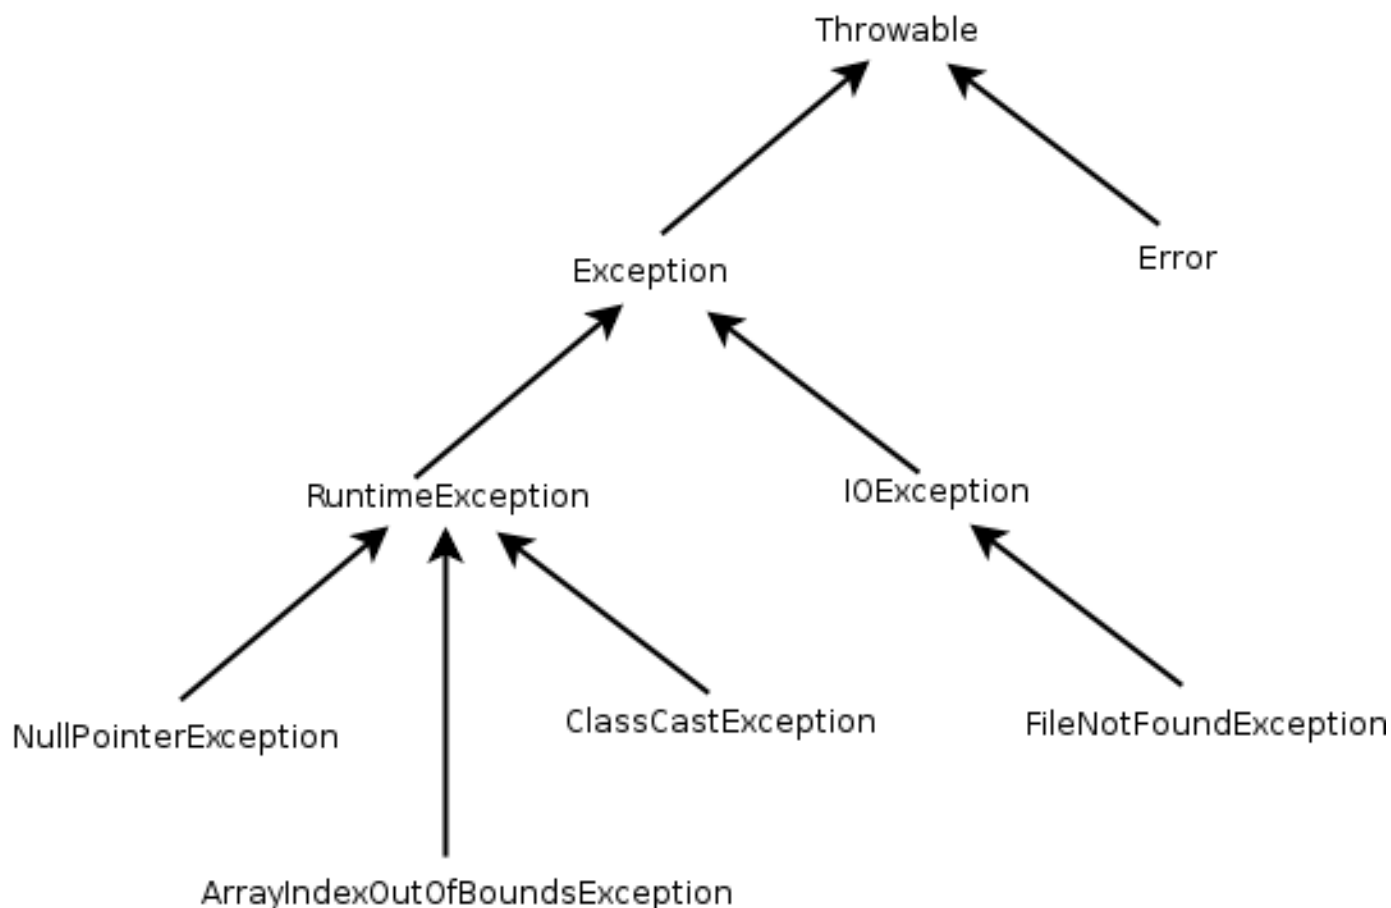 Throwable
Exception
Error
RuntimeException
IOException
NullPointerException
ClassCastException
FileNotFoundException
ArrayIndexOutOfBoundsException